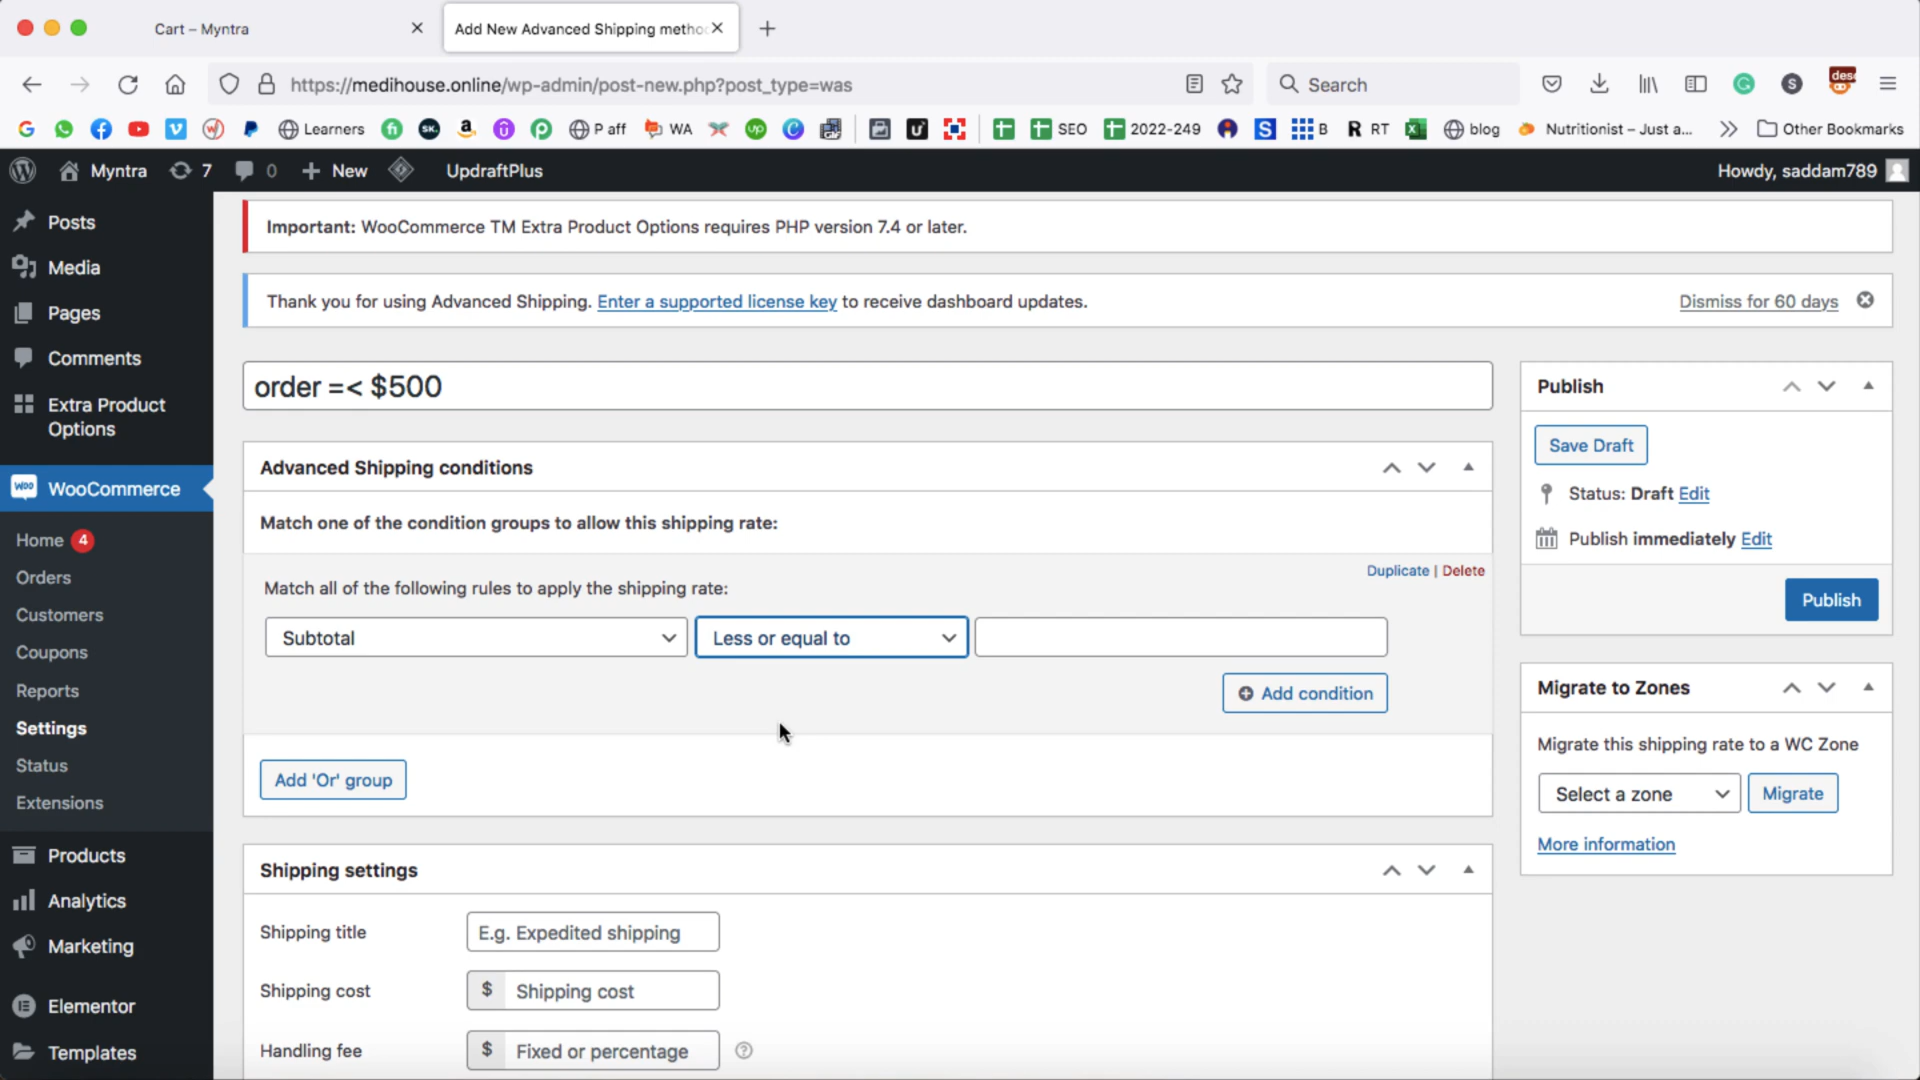 Cart – Myntra
Add New Advanced Shipping metho
https://medihouse.online/wp-admin/post-new.php?post_type=was
Search
Learners
P aff
WA
SEO
2022-249
B
RT
blog
Nutritionist – Just a...
Other Bookmarks
Myntra
7
0
New
UpdraftPlus
Howdy, saddam789
Posts
Media
Pages
Comments
Extra Product
Options
WooCommerce
Home 4
Orders
Customers
Coupons
Reports
Settings
Status
Extensions
Products
Analytics
Marketing
Elementor
Templates
Important: WooCommerce TM Extra Product Options requires PHP version 7.4 or later.
Thank you for using Advanced Shipping. Enter a supported license key to receive dashboard updates.
Dismiss for 60 days
order =< $500
Advanced Shipping conditions
Match one of the condition groups to allow this shipping rate:
Duplicate | Delete
Match all of the following rules to apply the shipping rate:
Subtotal
Less or equal to
Add condition
Add 'Or' group
Shipping settings
Shipping title
E.g. Expedited shipping
Shipping cost
$ Shipping cost
Handling fee
$ Fixed or percentage
Publish
Save Draft
Status: Draft Edit
Publish immediately Edit
Publish
Migrate to Zones
Migrate this shipping rate to a WC Zone
Select a zone
Migrate
More information